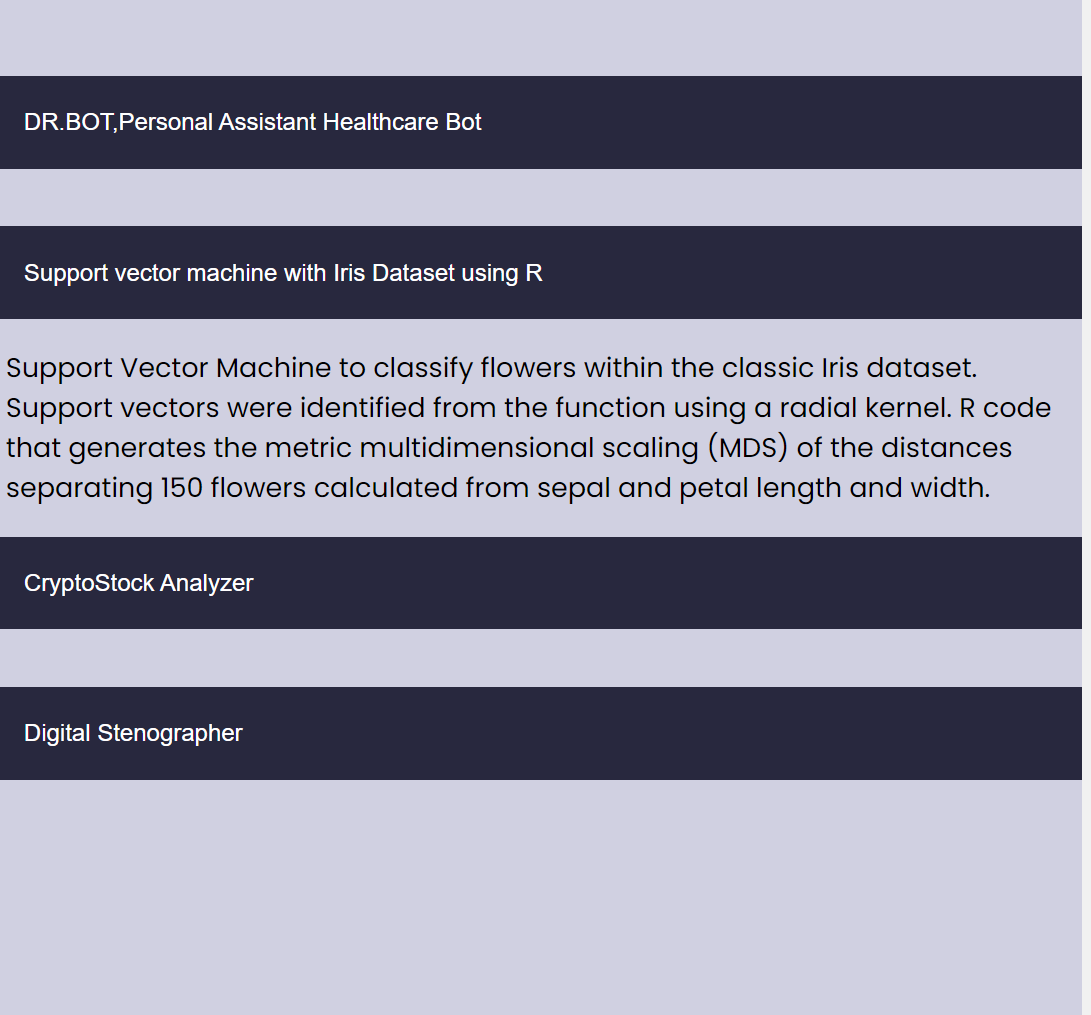 DR.BOT,Personal Assistant Healthcare Bot
Support vector machine with Iris Dataset using R
Support Vector Machine to classify flowers within the classic Iris dataset.
Support vectors were identified from the function using a radial kernel. R code
that generates the metric multidimensional scaling (MDS) of the distances
separating 150 flowers calculated from sepal and petal length and width.
CryptoStock Analyzer
Digital Stenographer